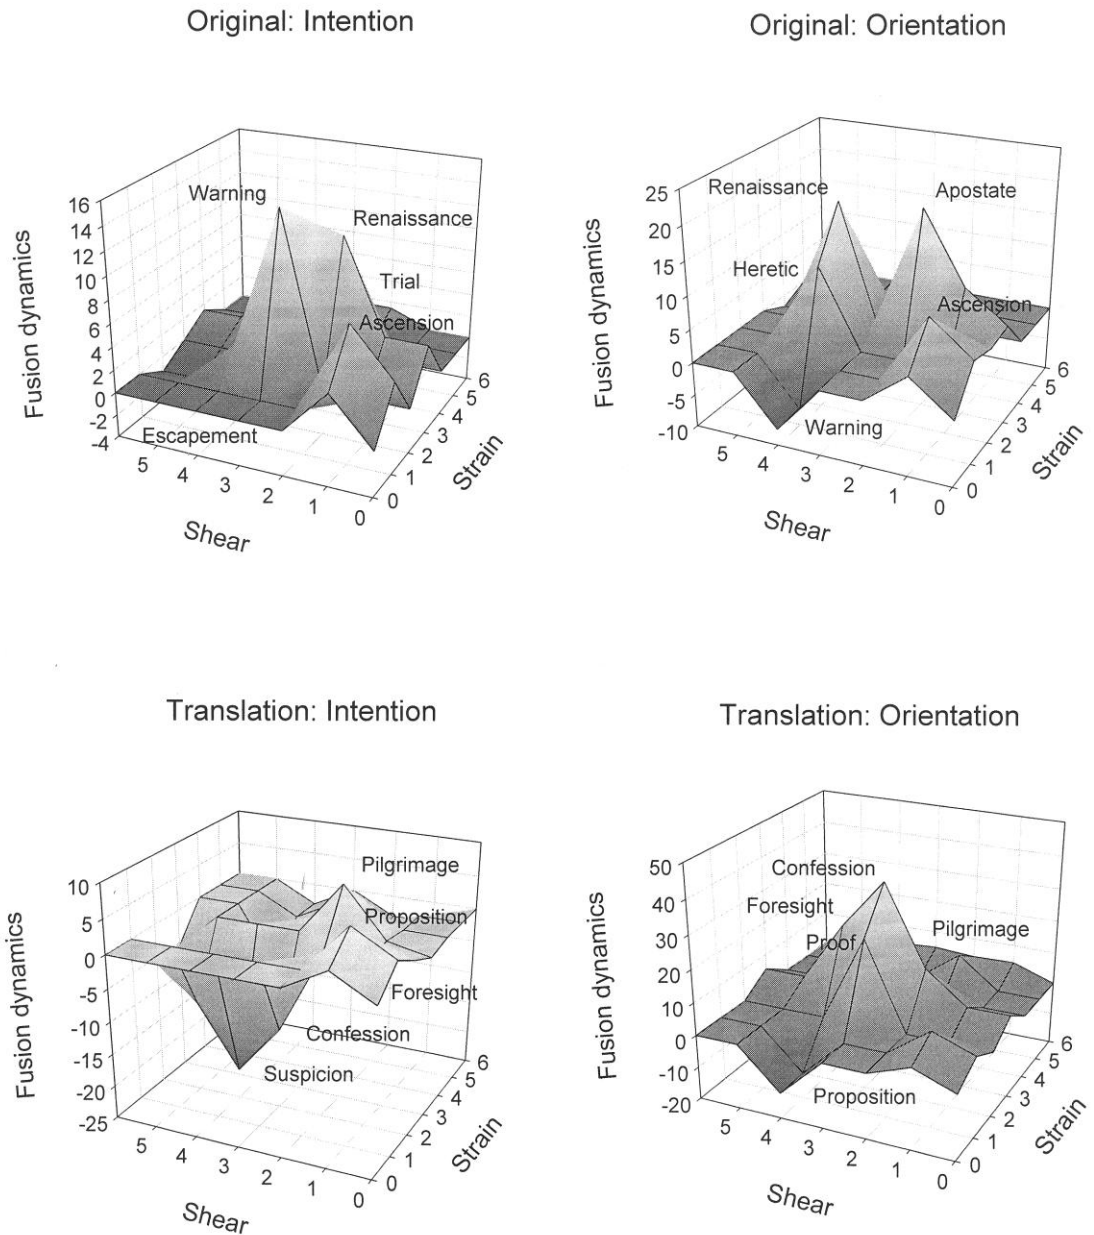 Original: Intention
Original: Orientation
Warning
Renaissance
Trial
Ascension
Escapement
16
14
12
10
8
6
4
2
0
-2
-4
Fusion dynamics
5
4
3
2
1
0
Shear
0
1
2
3
4
5
6
Strain
Renaissance
Apostate
Heretic
Ascension
Warning
25
20
15
10
5
0
-5
-10
Fusion dynamics
5
4
3
2
1
0
Shear
0
1
2
3
4
5
6
Strain
Translation: Intention
Translation: Orientation
Pilgrimage
Proposition
Foresight
Confession
Suspicion
10
5
0
-5
-10
-15
-20
-25
Fusion dynamics
5
4
3
2
1
0
Shear
0
1
2
3
4
5
6
Strain
Confession
Foresight
Proof
Pilgrimage
Proposition
50
40
30
20
10
0
-10
-20
Fusion dynamics
5
4
3
2
1
0
Shear
0
1
2
3
4
5
6
Strain